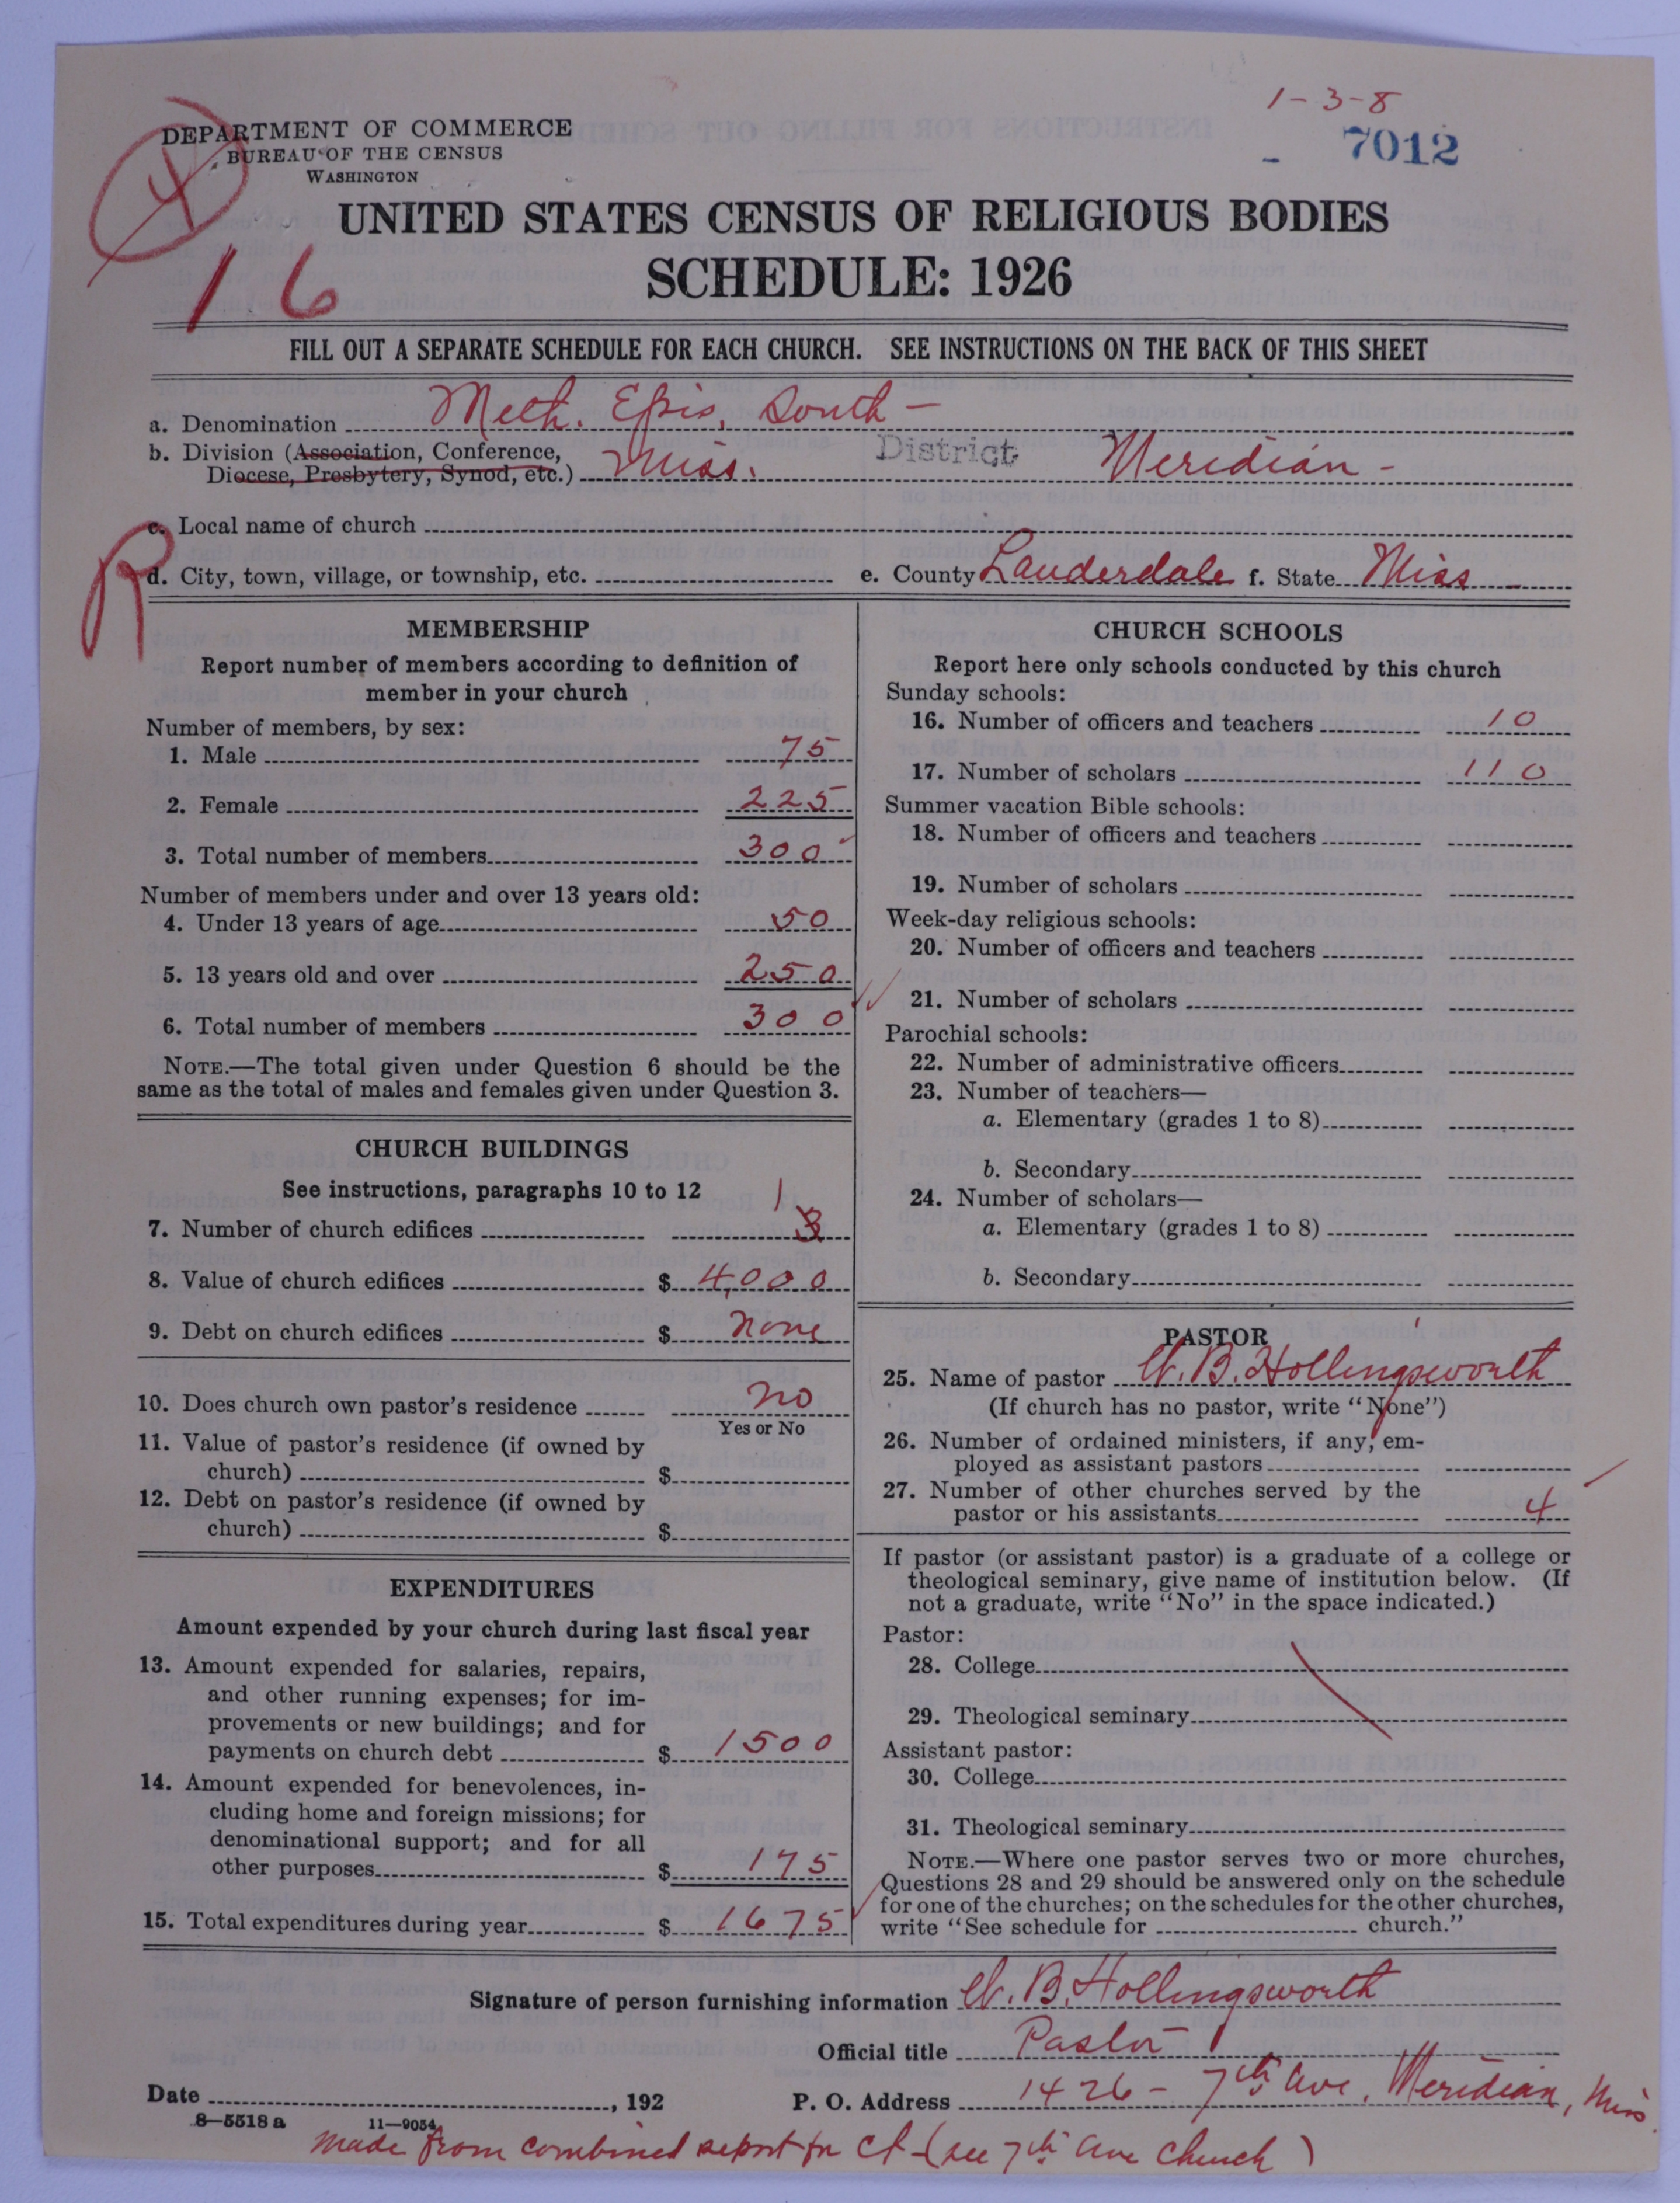 1-3-8
7012
DEPARTMENT OF COMMERCE
BUREAU OF THE CENSUS
WASHINGTON
4
16
UNITED STATES CENSUS OF RELIGIOUS BODIES
SCHEDULE: 1926
FILL OUT A SEPARATE SCHEDULE FOR EACH CHURCH. SEE INSTRUCTIONS ON THE BACK OF THIS SHEET
a. Denomination Meth. Epis. South -
b. Division (Association, Conference, Diocese, Presbytery, Synod, etc.) Miss. District Meridian -
c. Local name of church
R
d. City, town, village, or township, etc. e. County Lauderdale f. State Miss
MEMBERSHIP
Report number of members according to definition of
member in your church
Number of members, by sex:
1. Male 75
2. Female 225
3. Total number of members 300
Number of members under and over 13 years old:
4. Under 13 years of age 50
5. 13 years old and over 250
6. Total number of members 300
NOTE.—The total given under Question 6 should be the
same as the total of males and females given under Question 3.
CHURCH BUILDINGS
See instructions, paragraphs 10 to 12
1
7. Number of church edifices 3
8. Value of church edifices $ 4,000
9. Debt on church edifices $ none
10. Does church own pastor's residence no
Yes or No
11. Value of pastor's residence (if owned by
church) $
12. Debt on pastor's residence (if owned by
church) $
EXPENDITURES
Amount expended by your church during last fiscal year
13. Amount expended for salaries, repairs,
and other running expenses; for im-
provements or new buildings; and for
payments on church debt $ 1500
14. Amount expended for benevolences, in-
cluding home and foreign missions; for
denominational support; and for all
other purposes $ 175
15. Total expenditures during year $ 1675
CHURCH SCHOOLS
Report here only schools conducted by this church
Sunday schools:
16. Number of officers and teachers 10
17. Number of scholars 110
Summer vacation Bible schools:
18. Number of officers and teachers
19. Number of scholars
Week-day religious schools:
20. Number of officers and teachers
21. Number of scholars
Parochial schools:
22. Number of administrative officers
23. Number of teachers—
a. Elementary (grades 1 to 8)
b. Secondary
24. Number of scholars—
a. Elementary (grades 1 to 8)
b. Secondary
PASTOR
25. Name of pastor W. B. Hollingsworth
(If church has no pastor, write "None")
26. Number of ordained ministers, if any, em-
ployed as assistant pastors
27. Number of other churches served by the
pastor or his assistants 4
If pastor (or assistant pastor) is a graduate of a college or
theological seminary, give name of institution below. (If
not a graduate, write "No" in the space indicated.)
Pastor:
28. College
29. Theological seminary
Assistant pastor:
30. College
31. Theological seminary
NOTE.—Where one pastor serves two or more churches,
Questions 28 and 29 should be answered only on the schedule
for one of the churches; on the schedules for the other churches,
write "See schedule for church."
Signature of person furnishing information W. B. Hollingsworth
Official title Pastor
Date , 192 P. O. Address 1426 - 7th Ave, Meridian, Miss.
8—5518 a 11—9054
Made from combined report for ct - (see 7th Ave Church)